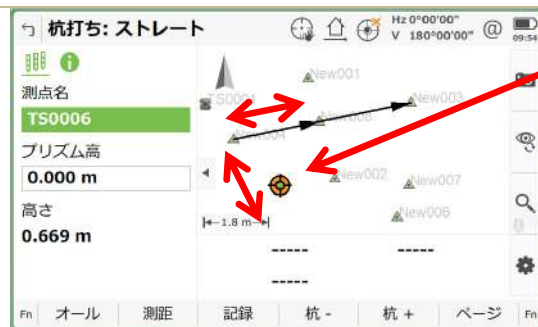 杭打ち: ストレート
Hz 0°00'00"
V 180°00'00"
@
09:54
測点名
TS0006
プリズム高
0.000 m
高さ
0.669 m
New001
TS0001
New003
New004
New002
New007
New006
1.8 m
-----
-----
-----
Fn オール 測距 記録 杭 - 杭 + ページ Fn